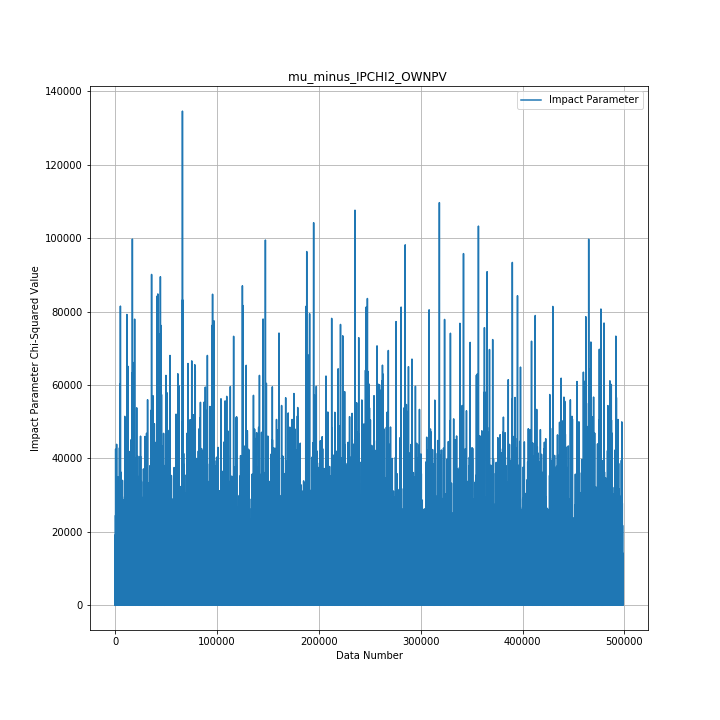 mu_minus_IPCHI2_OWNPV
Impact Parameter
140000
120000
100000
80000
60000
40000
20000
0
Impact Parameter Chi-Squared Value
0 100000 200000 300000 400000 500000
Data Number